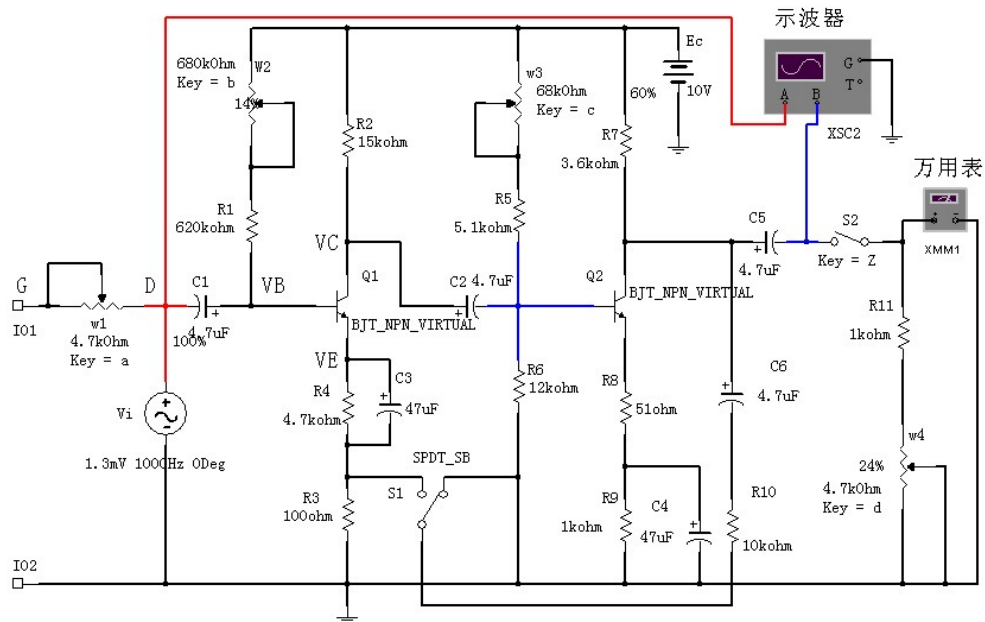 示波器
G
T
A
B
XSC2
680kOhm
Key = b
W2
14%
W3
68kOhm
Key = c
Ec
10V
60%
R2
15kohm
R7
3.6kohm
万用表
XMM1
R1
620kohm
R5
5.1kohm
C5
4.7uF
S2
Key = Z
VC
G
D
C1
4.7uF
VB
Q1
BJT_NPN_VIRTUAL
C2
4.7uF
Q2
BJT_NPN_VIRTUAL
R11
1kohm
IO1
w1
4.7kOhm
Key = a
100%
VE
R4
4.7kohm
C3
47uF
R6
12kohm
R8
51ohm
C6
4.7uF
Vi
1.3mV 1000Hz 0Deg
SPDT_SB
S1
w4
24%
4.7kOhm
Key = d
R3
100ohm
R9
1kohm
C4
47uF
R10
10kohm
IO2